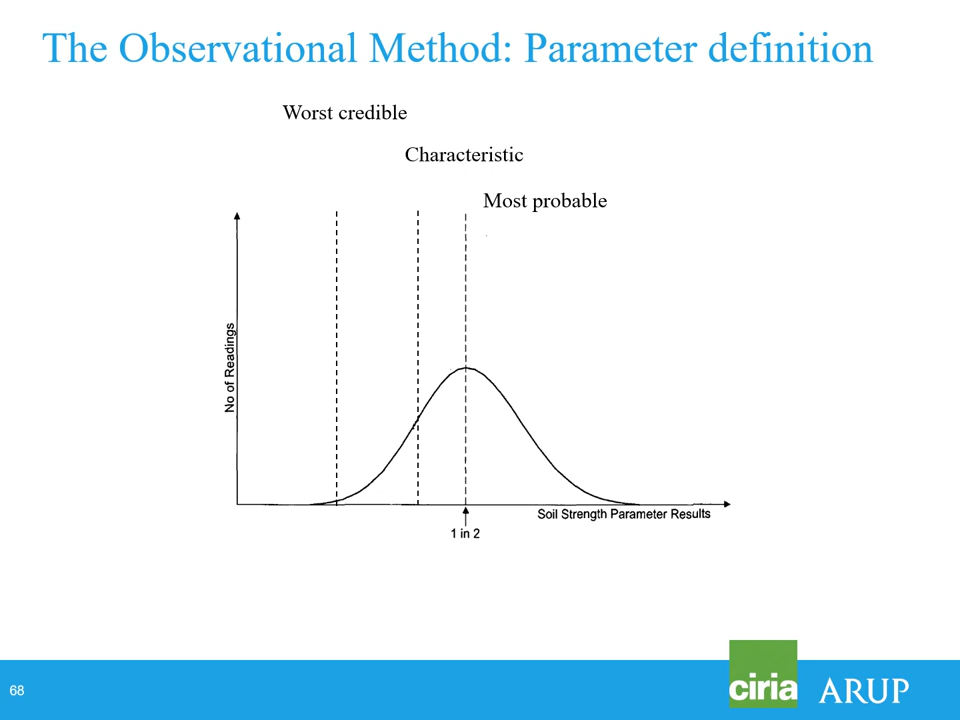 The Observational Method: Parameter definition
Worst credible
Characteristic
Most probable
No of Readings
Soil Strength Parameter Results
1 in 2
68
ciria
ARUP